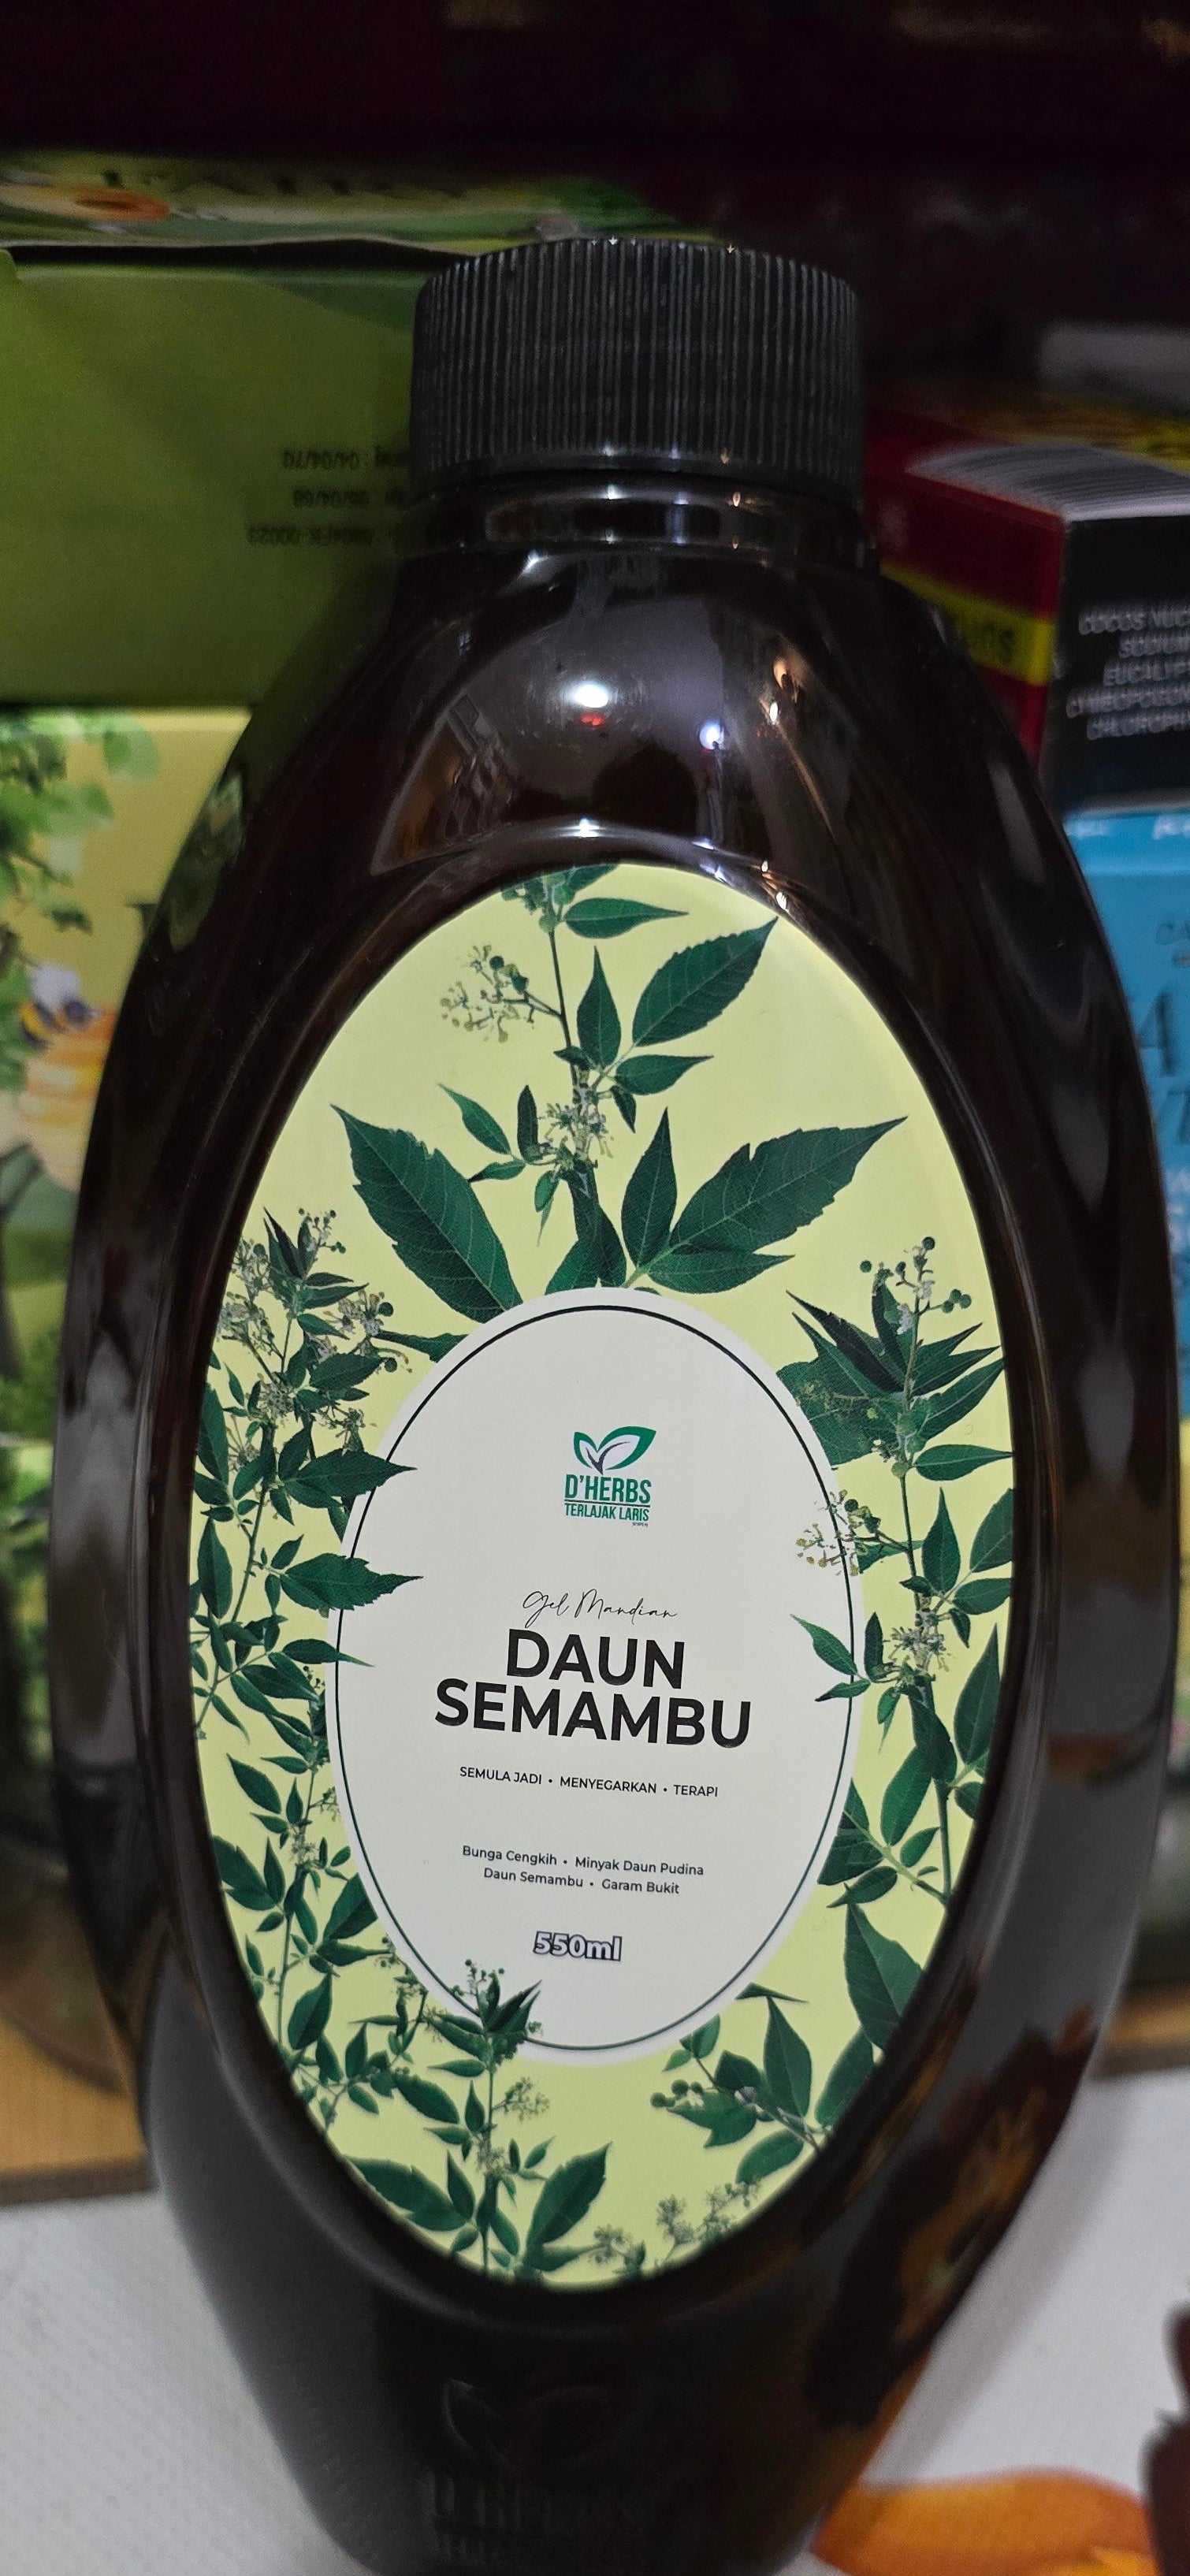 D'HERBS
TERLAJAK LARIS
Gel Mandian
DAUN
SEMAMBU
SEMULA JADI • MENYEGARKAN • TERAPI
Bunga Cengkih • Minyak Daun Pudina
Daun Semambu • Garam Bukit
550ml